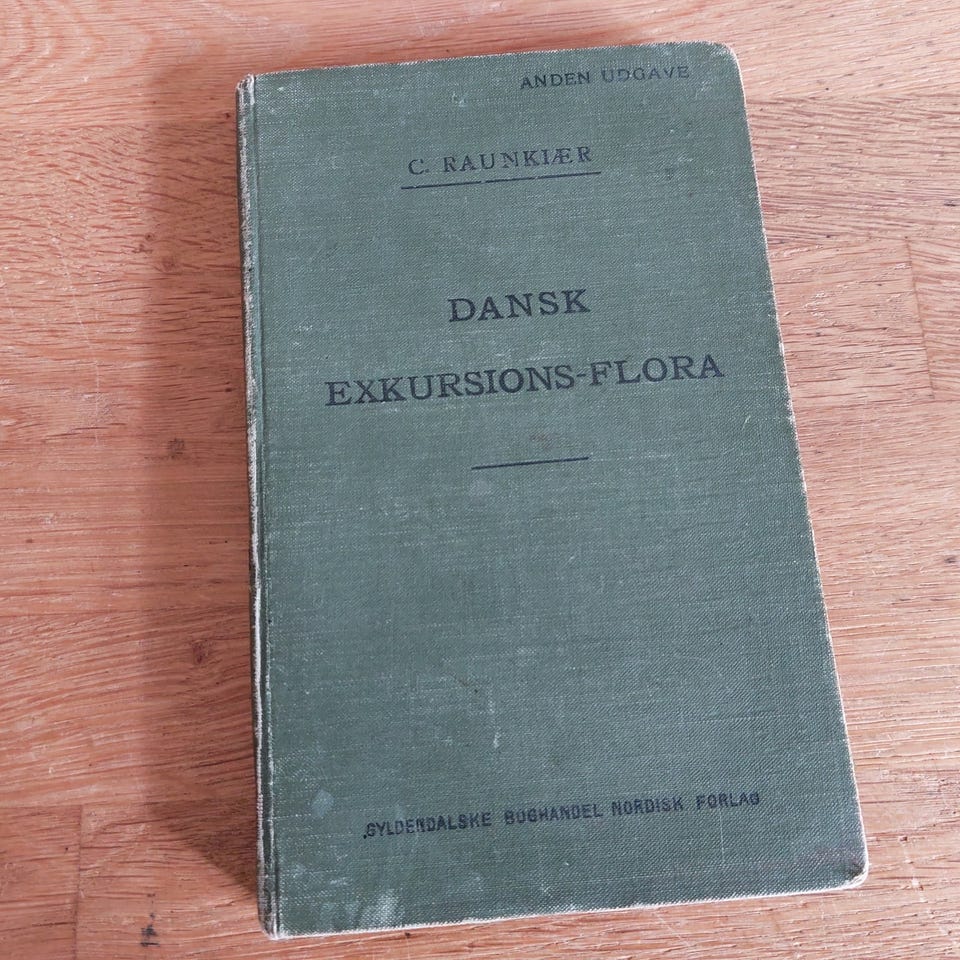 ANDEN UDGAVE
C. RAUNKIÆR
DANSK
EXKURSIONS-FLORA
GYLDENDALSKE BOGHANDEL NORDISK FORLAG